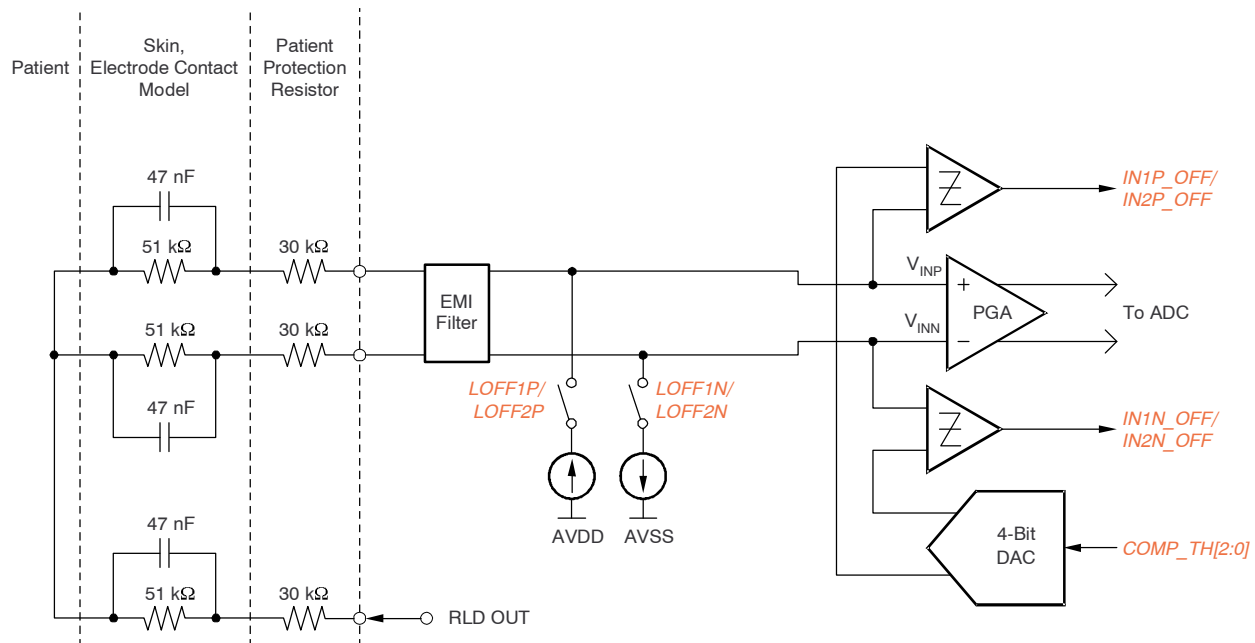 Patient
Skin,
Electrode Contact
Model
Patient
Protection
Resistor
47 nF
51 kΩ
30 kΩ
51 kΩ
30 kΩ
47 nF
47 nF
51 kΩ
30 kΩ
RLD OUT
EMI
Filter
LOFF1P/
LOFF2P
LOFF1N/
LOFF2N
AVDD
AVSS
IN1P_OFF/
IN2P_OFF
VINP
+
PGA
VINN
−
To ADC
IN1N_OFF/
IN2N_OFF
4-Bit
DAC
COMP_TH[2:0]